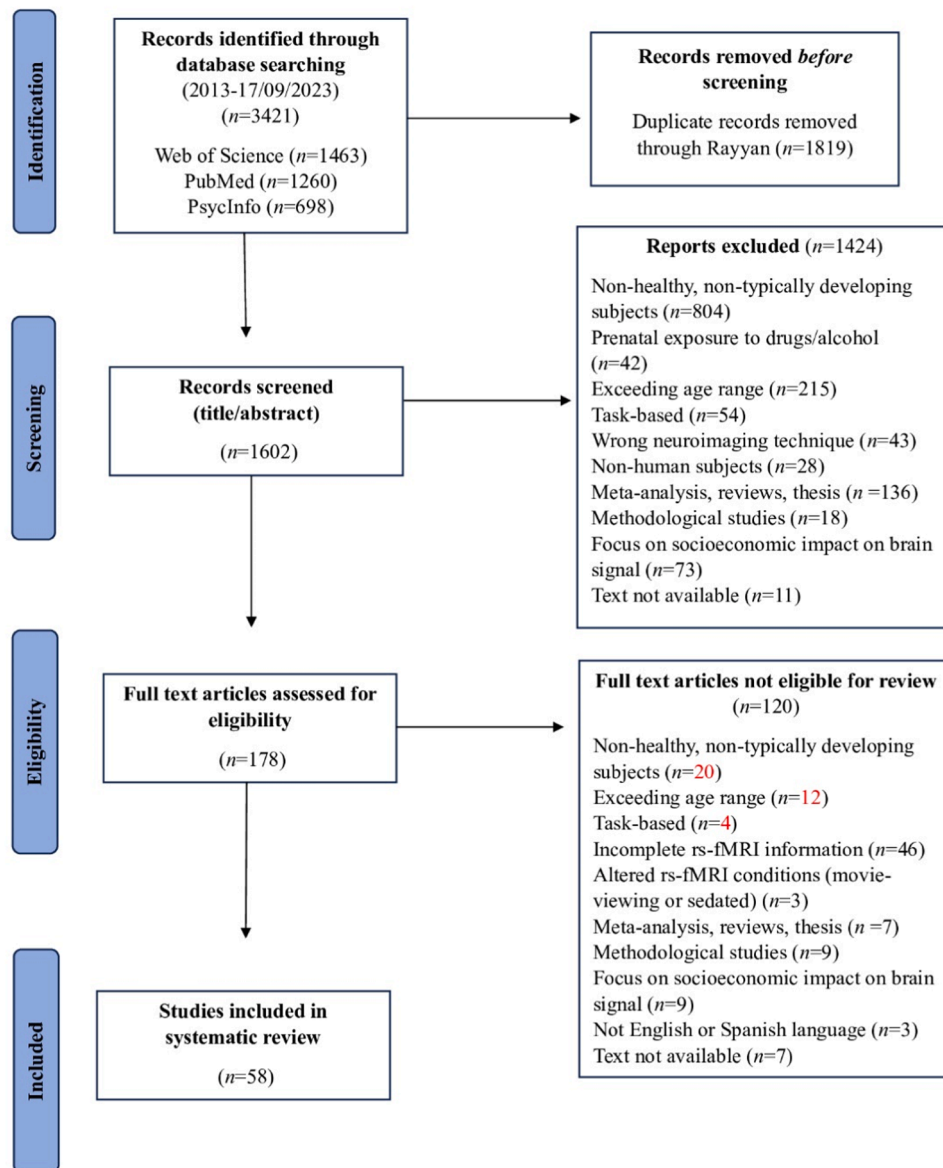 Identification
Records identified through
database searching
(2013-17/09/2023)
(n=3421)
Web of Science (n=1463)
PubMed (n=1260)
PsycInfo (n=698)
Records removed before
screening
Duplicate records removed
through Rayyan (n=1819)
Screening
Records screened
(title/abstract)
(n=1602)
Reports excluded (n=1424)
Non-healthy, non-typically developing
subjects (n=804)
Prenatal exposure to drugs/alcohol
(n=42)
Exceeding age range (n=215)
Task-based (n=54)
Wrong neuroimaging technique (n=43)
Non-human subjects (n=28)
Meta-analysis, reviews, thesis (n =136)
Methodological studies (n=18)
Focus on socioeconomic impact on brain
signal (n=73)
Text not available (n=11)
Eligibility
Full text articles assessed for
eligibility
(n=178)
Full text articles not eligible for review
(n=120)
Non-healthy, non-typically developing
subjects (n=20)
Exceeding age range (n=12)
Task-based (n=4)
Incomplete rs-fMRI information (n=46)
Altered rs-fMRI conditions (movie-
viewing or sedated) (n=3)
Meta-analysis, reviews, thesis (n =7)
Methodological studies (n=9)
Focus on socioeconomic impact on brain
signal (n=9)
Not English or Spanish language (n=3)
Text not available (n=7)
Included
Studies included in
systematic review
(n=58)